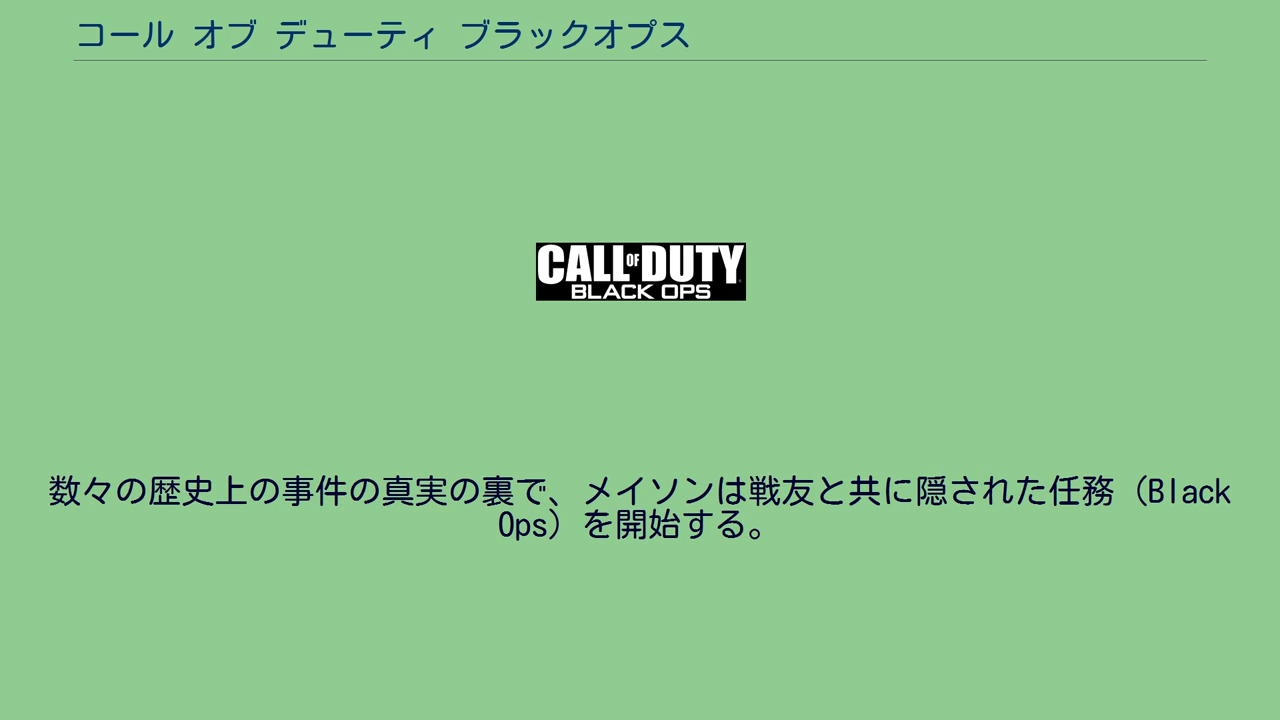 コール オブ デューティ ブラックオプス
CALL OF DUTY
BLACK OPS
数々の歴史上の事件の真実の裏で、メイソンは戦友と共に隠された任務（Black
Ops）を開始する。